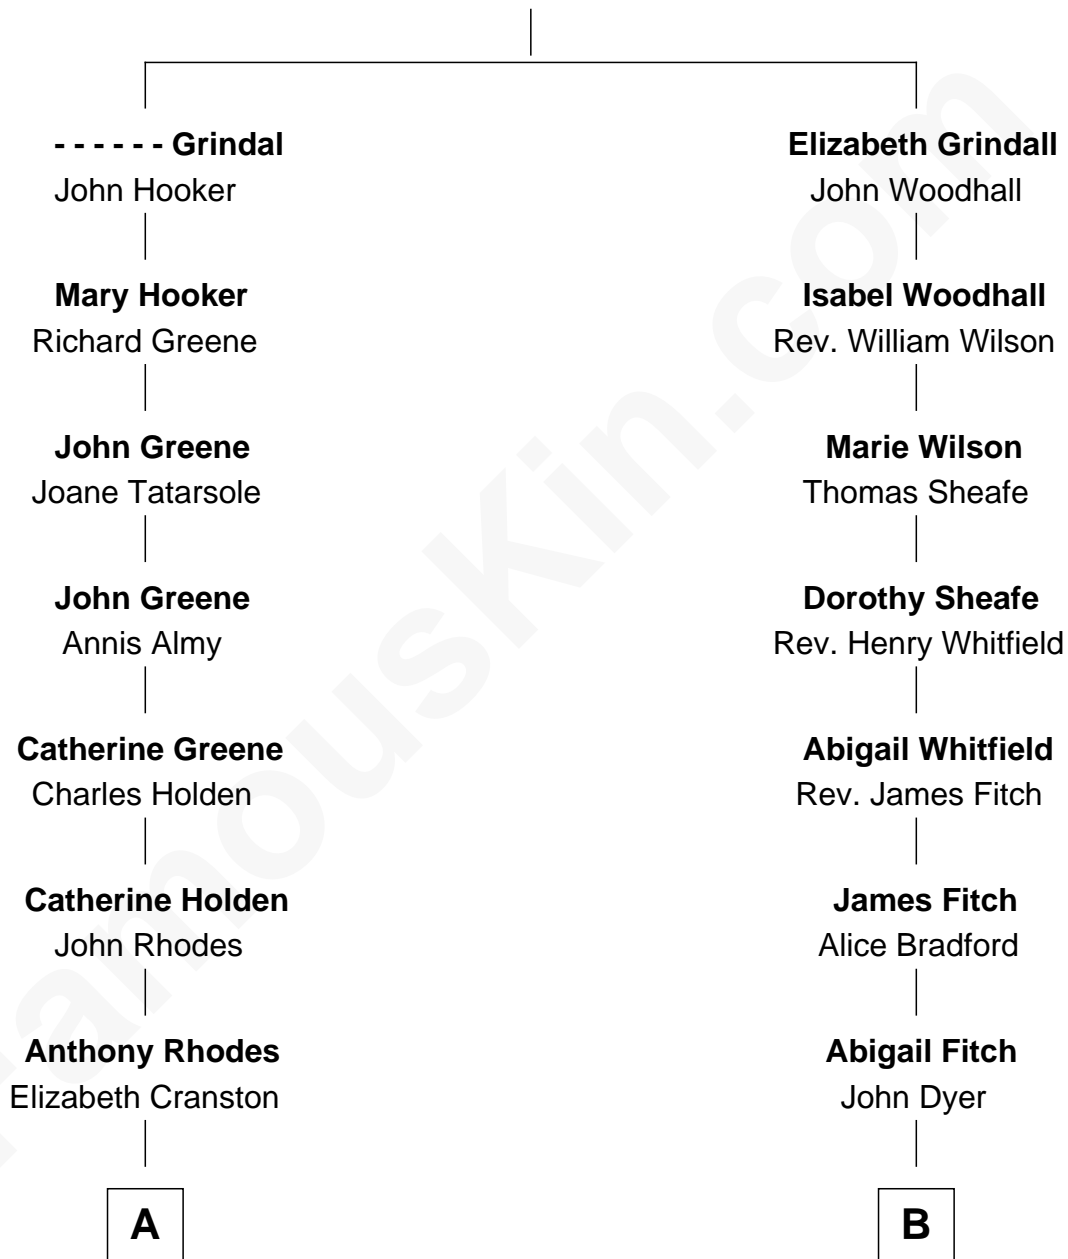 - - - - - - Grindal
John Hooker
Mary Hooker
Richard Greene
John Greene
Joane Tatarsole
John Greene
Annis Almy
Catherine Greene
Charles Holden
Catherine Holden
John Rhodes
Anthony Rhodes
Elizabeth Cranston
A
Elizabeth Grindall
John Woodhall
Isabel Woodhall
Rev. William Wilson
Marie Wilson
Thomas Sheafe
Dorothy Sheafe
Rev. Henry Whitfield
Abigail Whitfield
Rev. James Fitch
James Fitch
Alice Bradford
Abigail Fitch
John Dyer
B
FamousKin.com